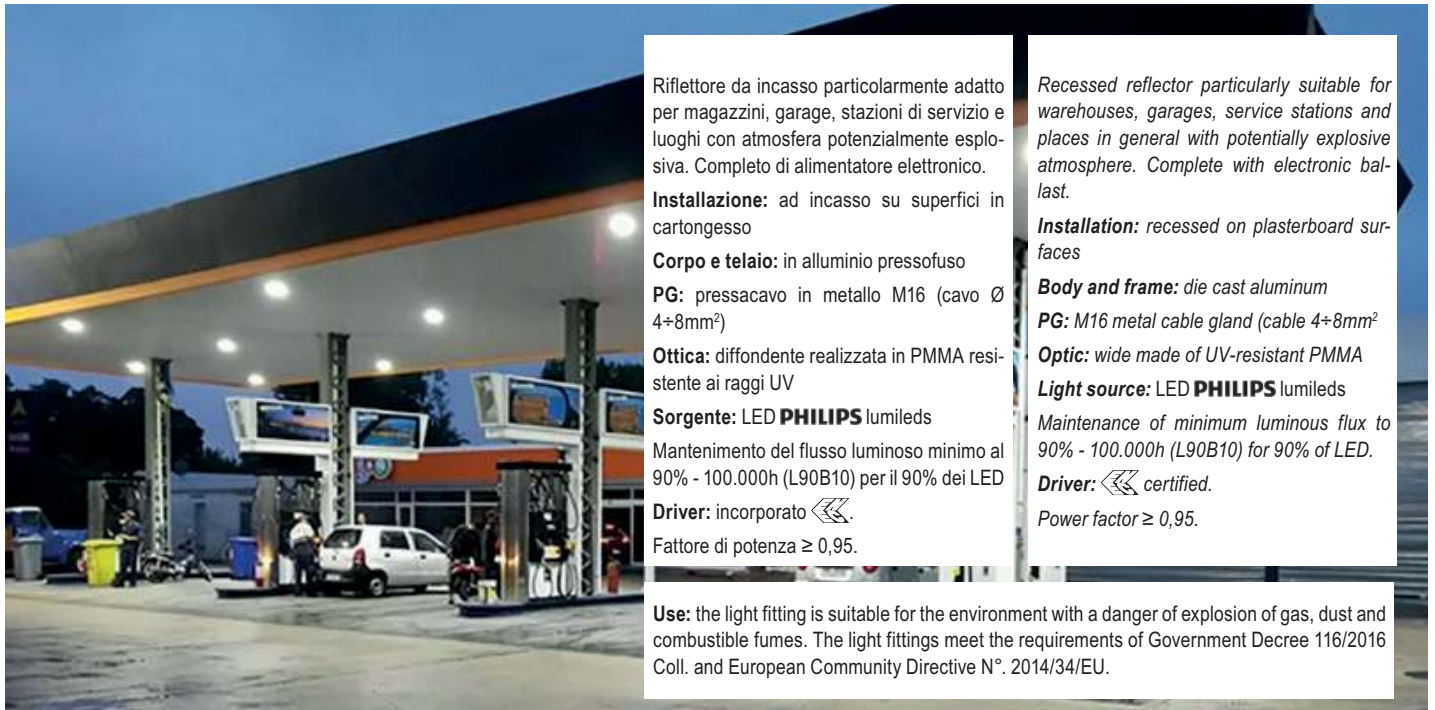 Riflettore da incasso particolarmente adatto
per magazzini, garage, stazioni di servizio e
luoghi con atmosfera potenzialmente esplo-
siva. Completo di alimentatore elettronico.
Installazione: ad incasso su superfici in
cartongesso
Corpo e telaio: in alluminio pressofuso
PG: pressacavo in metallo M16 (cavo Ø
4÷8mm²)
Ottica: diffondente realizzata in PMMA resi-
stente ai raggi UV
Sorgente: LED PHILIPS lumileds
Mantenimento del flusso luminoso minimo al
90% - 100.000h (L90B10) per il 90% dei LED
Driver: incorporato .
Fattore di potenza ≥ 0,95.
Recessed reflector particularly suitable for
warehouses, garages, service stations and
places in general with potentially explosive
atmosphere. Complete with electronic bal-
last.
Installation: recessed on plasterboard sur-
faces
Body and frame: die cast aluminum
PG: M16 metal cable gland (cable 4÷8mm²
Optic: wide made of UV-resistant PMMA
Light source: LED PHILIPS lumileds
Maintenance of minimum luminous flux to
90% - 100.000h (L90B10) for 90% of LED.
Driver: certified.
Power factor ≥ 0,95.
Use: the light fitting is suitable for the environment with a danger of explosion of gas, dust and
combustible fumes. The light fittings meet the requirements of Government Decree 116/2016
Coll. and European Community Directive N°. 2014/34/EU.